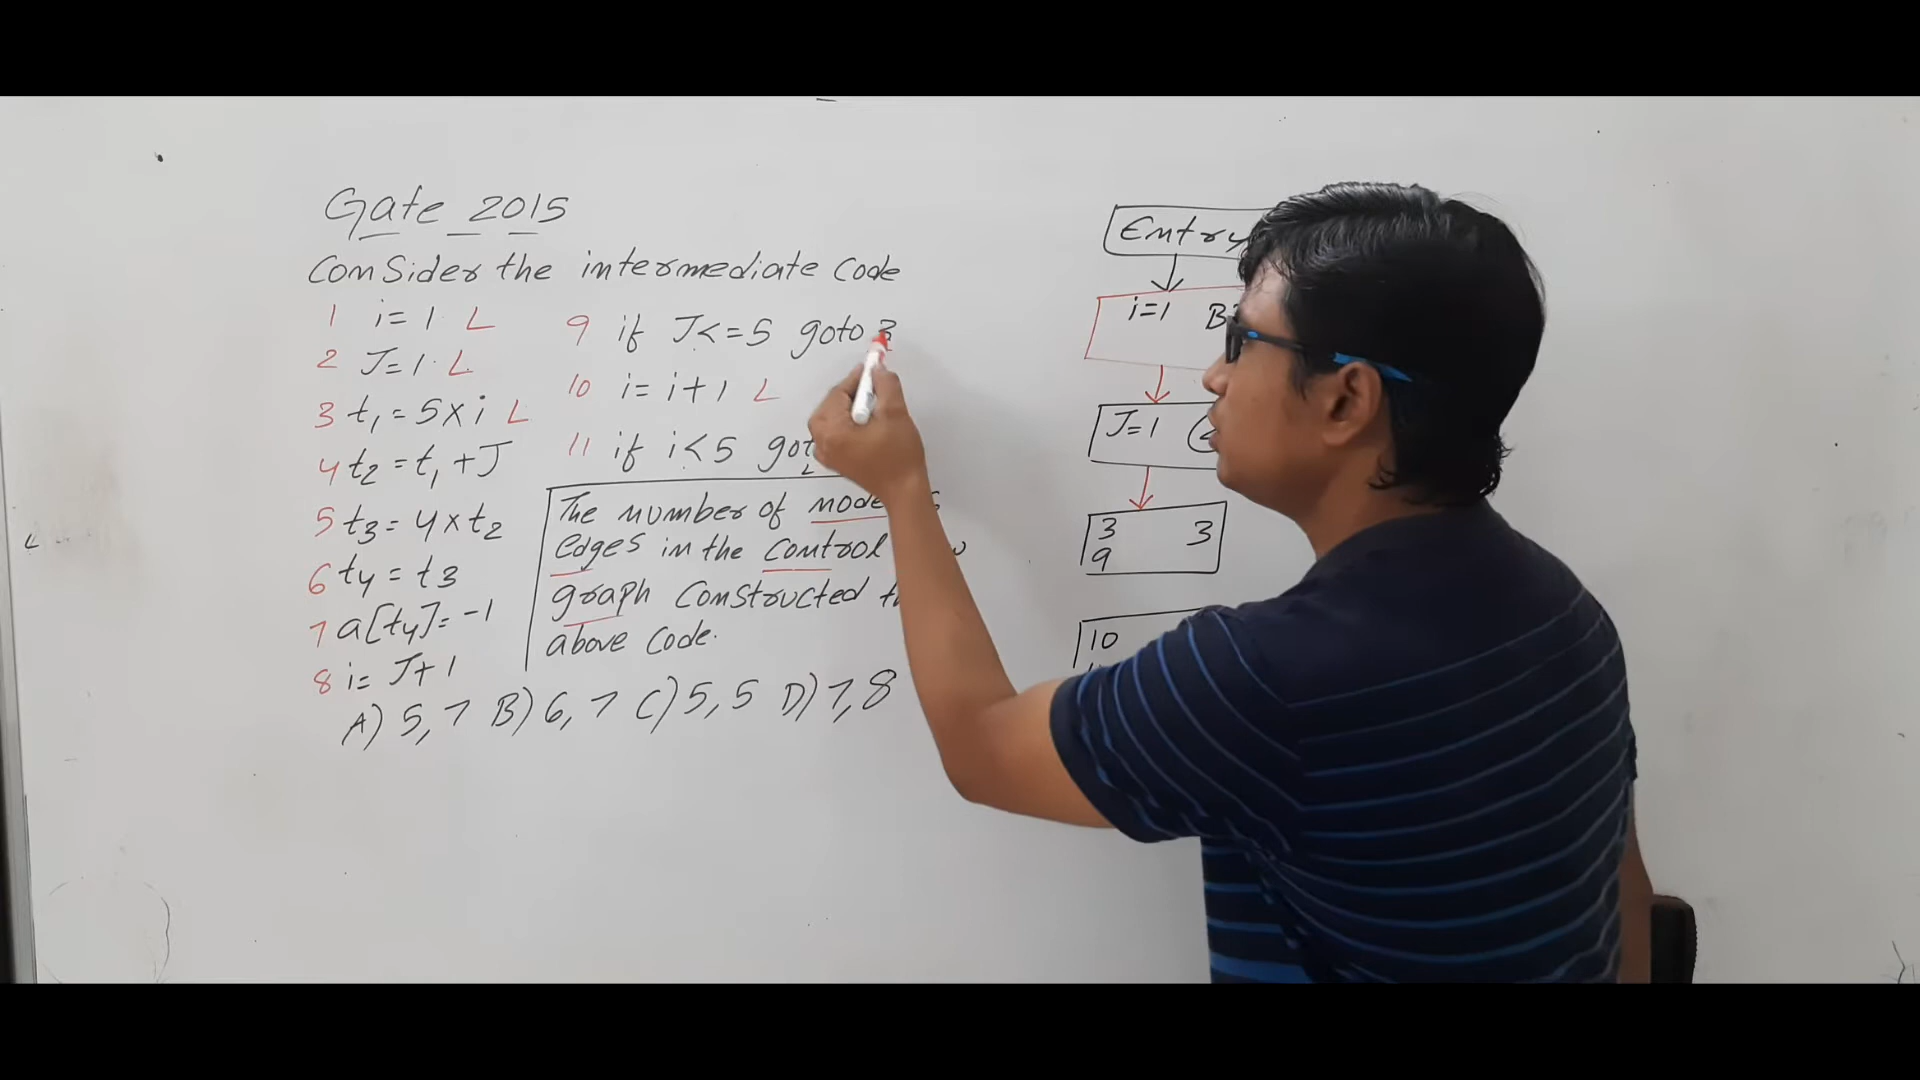 Gate 2015
Consider the intermediate Code
1 i= 1 L
2 J=1 L
3 t1 = 5 x i L
4 t2 = t1 + J
5 t3 = 4 x t2
6 t4 = t3
7 a[t4]= -1
8 i= J+1
9 if J<=5 goto 3
10 i= i+1 L
11 if i<5
The number of
edges in the Control
graph Constructed
above Code.
A) 5,7 B) 6,7 C) 5,5 D) 7,8
Entry
i=1
J=1
3 3
9
10